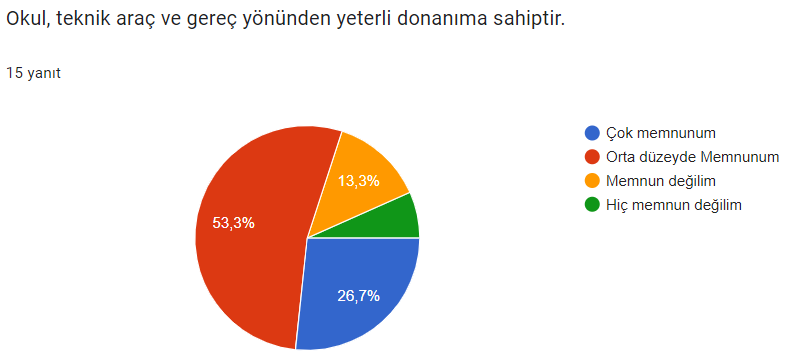 Okul, teknik araç ve gereç yönünden yeterli donanıma sahiptir.
15 yanıt
Çok memnunum
Orta düzeyde Memnunum
Memnun değilim
Hiç memnun değilim
13,3%
53,3%
26,7%